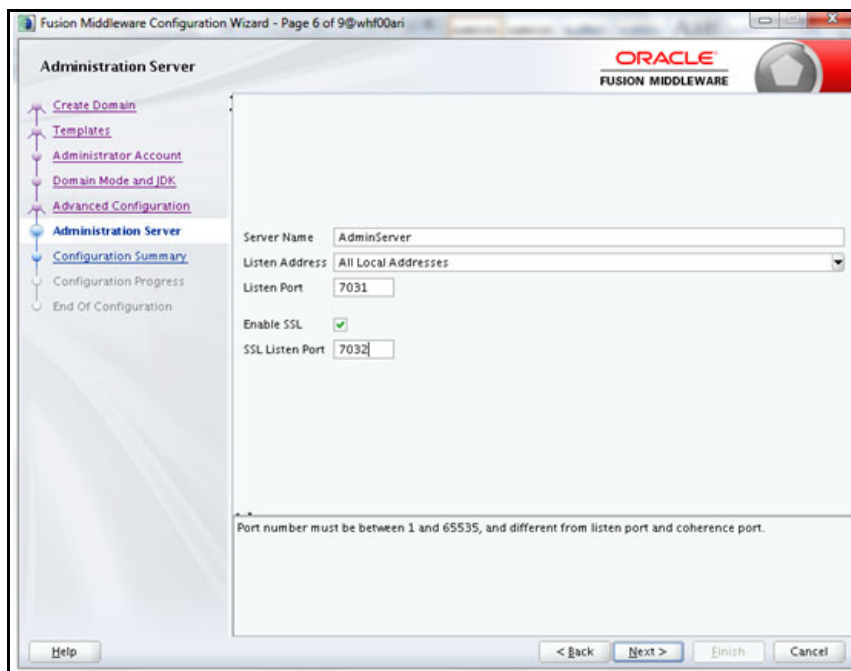 Fusion Middleware Configuration Wizard - Page 6 of 9@whf00ari
Administration Server
ORACLE
FUSION MIDDLEWARE
Create Domain
Templates
Administrator Account
Domain Mode and JDK
Advanced Configuration
Administration Server
Configuration Summary
Configuration Progress
End Of Configuration
Server Name AdminServer
Listen Address All Local Addresses
Listen Port 7031
Enable SSL
SSL Listen Port 7032
Port number must be between 1 and 65535, and different from listen port and coherence port.
Help < Back Next > Finish Cancel